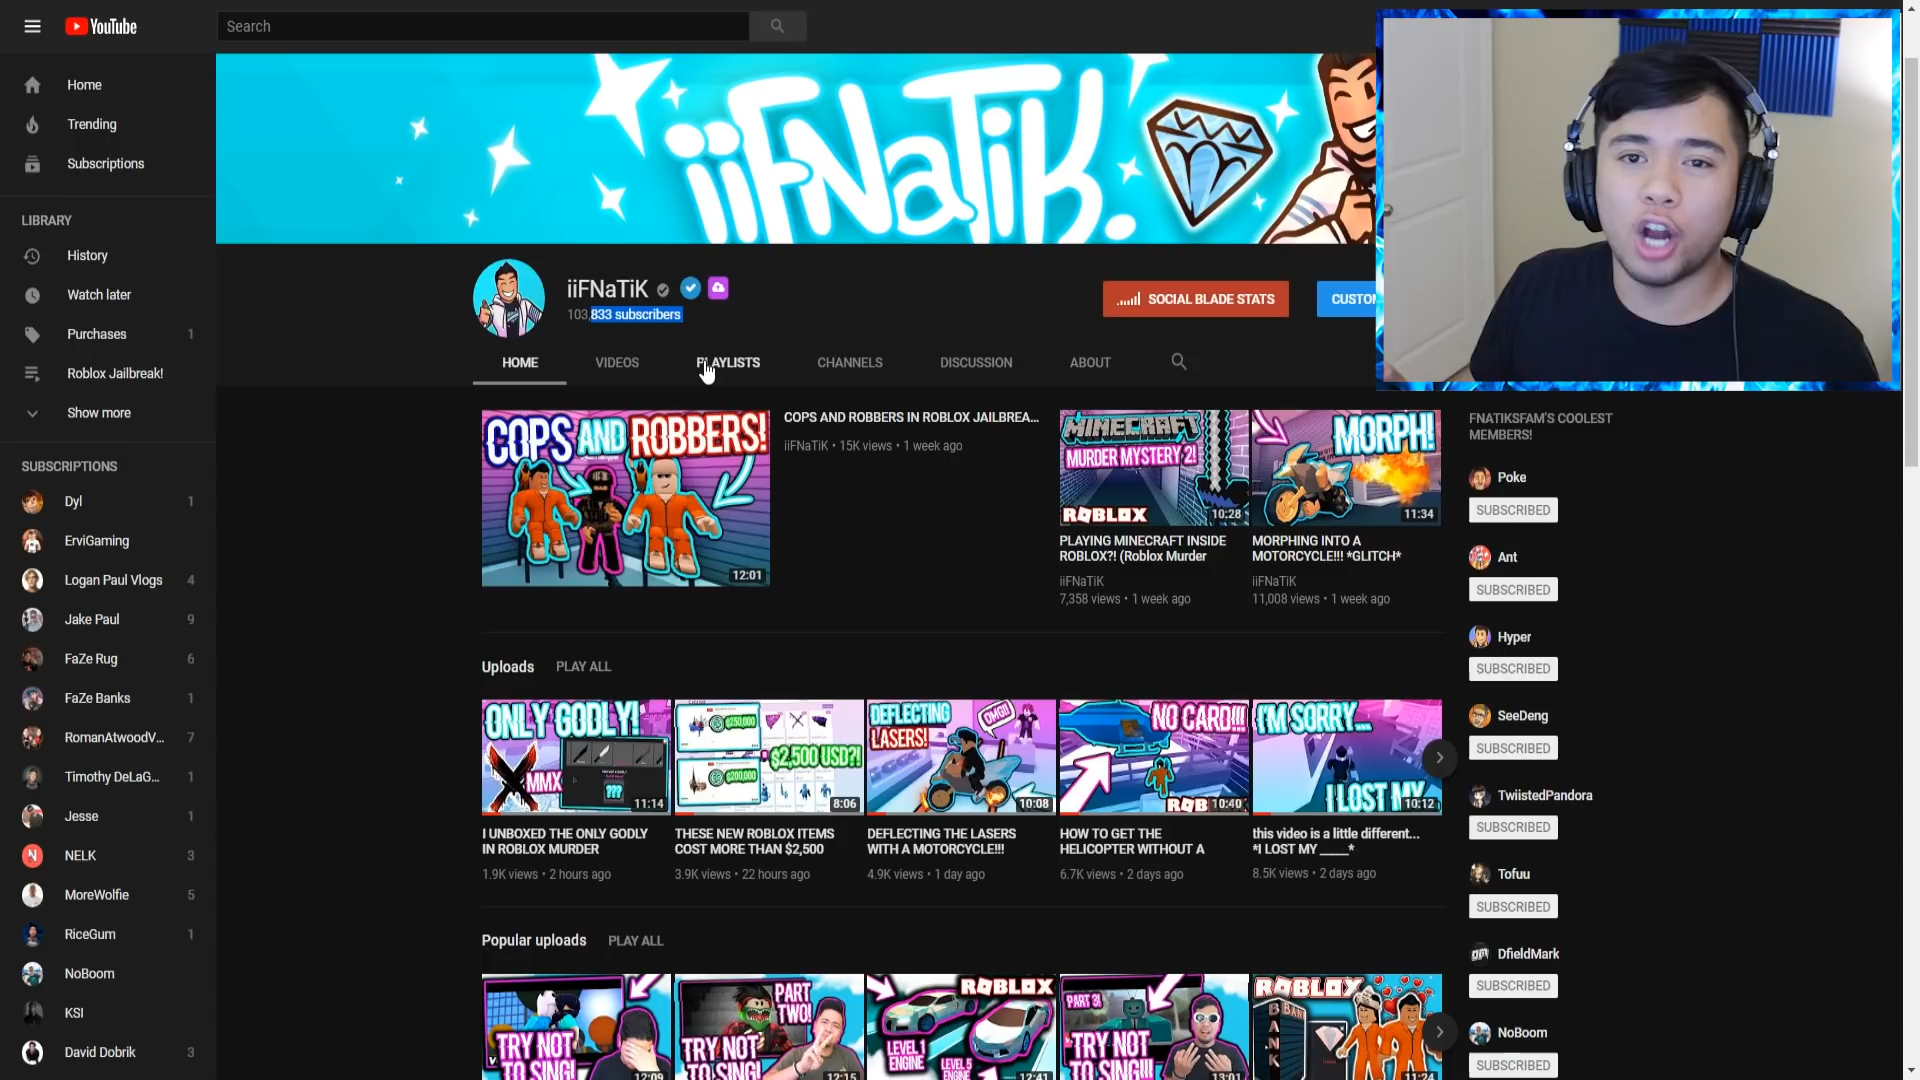 YouTube
Search
Home
Trending
Subscriptions
LIBRARY
History
Watch later
Purchases 1
Roblox Jailbreak!
Show more
SUBSCRIPTIONS
Dyl 1
ErviGaming
Logan Paul Vlogs 4
Jake Paul 9
FaZe Rug 6
FaZe Banks 1
RomanAtwoodV... 7
Timothy DeLaG... 1
Jesse 1
NELK 3
MoreWolfie 5
RiceGum 1
NoBoom
KSI
David Dobrik 3
iiFNaTiK.
iiFNaTiK
103,833 subscribers
SOCIAL BLADE STATS
HOME
VIDEOS
PLAYLISTS
CHANNELS
DISCUSSION
ABOUT
COPS AND ROBBERS!
12:01
COPS AND ROBBERS IN ROBLOX JAILBREA...
iiFNaTiK • 15K views • 1 week ago
MINECRAFT
MURDER MYSTERY 2!
ROBLOX
10:28
PLAYING MINECRAFT INSIDE
ROBLOX?! (Roblox Murder
iiFNaTiK
7,358 views • 1 week ago
MORPH!
11:34
MORPHING INTO A
MOTORCYCLE!!! *GLITCH*
iiFNaTiK
11,008 views • 1 week ago
Uploads PLAY ALL
ONLY GODLY!
MMX
???
11:14
I UNBOXED THE ONLY GODLY
IN ROBLOX MURDER
1.9K views • 2 hours ago
$2,500 USD?!
8:06
THESE NEW ROBLOX ITEMS
COST MORE THAN $2,500
3.9K views • 22 hours ago
DEFLECTING
LASERS!
OMG!!
10:08
DEFLECTING THE LASERS
WITH A MOTORCYCLE!!!
4.9K views • 1 day ago
NO CARD!!!
10:40
HOW TO GET THE
HELICOPTER WITHOUT A
6.7K views • 2 days ago
I'M SORRY...
I LOST MY
10:12
this video is a little different...
*I LOST MY _____*
8.5K views • 2 days ago
Popular uploads PLAY ALL
TRY NOT
TO SING!
12:09
PART
TWO!
TRY NOT
TO SING!
12:15
ROBLOX
LEVEL 1
ENGINE
LEVEL 5
ENGINE
12:41
PART 3!
TRY NOT
TO SING!!!
13:01
ROBLOX
BANK
11:24
FNATIKSFAM'S COOLEST
MEMBERS!
Poke
SUBSCRIBED
Ant
SUBSCRIBED
Hyper
SUBSCRIBED
SeeDeng
SUBSCRIBED
TwiistedPandora
SUBSCRIBED
Tofuu
SUBSCRIBED
DfieldMark
SUBSCRIBED
NoBoom
SUBSCRIBED